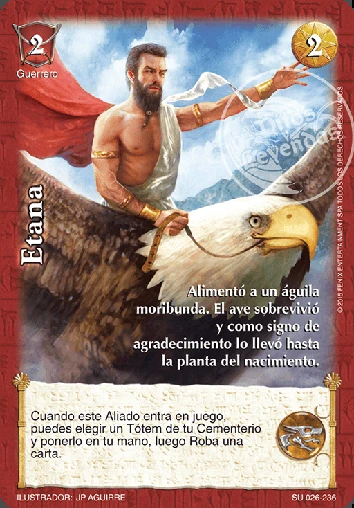 2
2
Guerrero
Etana
Alimentó a un águila
moribunda. El ave sobrevivió
y como signo de
agradecimiento lo llevó hasta
la planta del nacimiento.
Cuando este Aliado entra en juego,
puedes elegir un Tótem de tu Cementerio
y ponerlo en tu mano, luego Roba una
carta.
ILUSTRADOR: JP AGUIRRE
SU 026-236